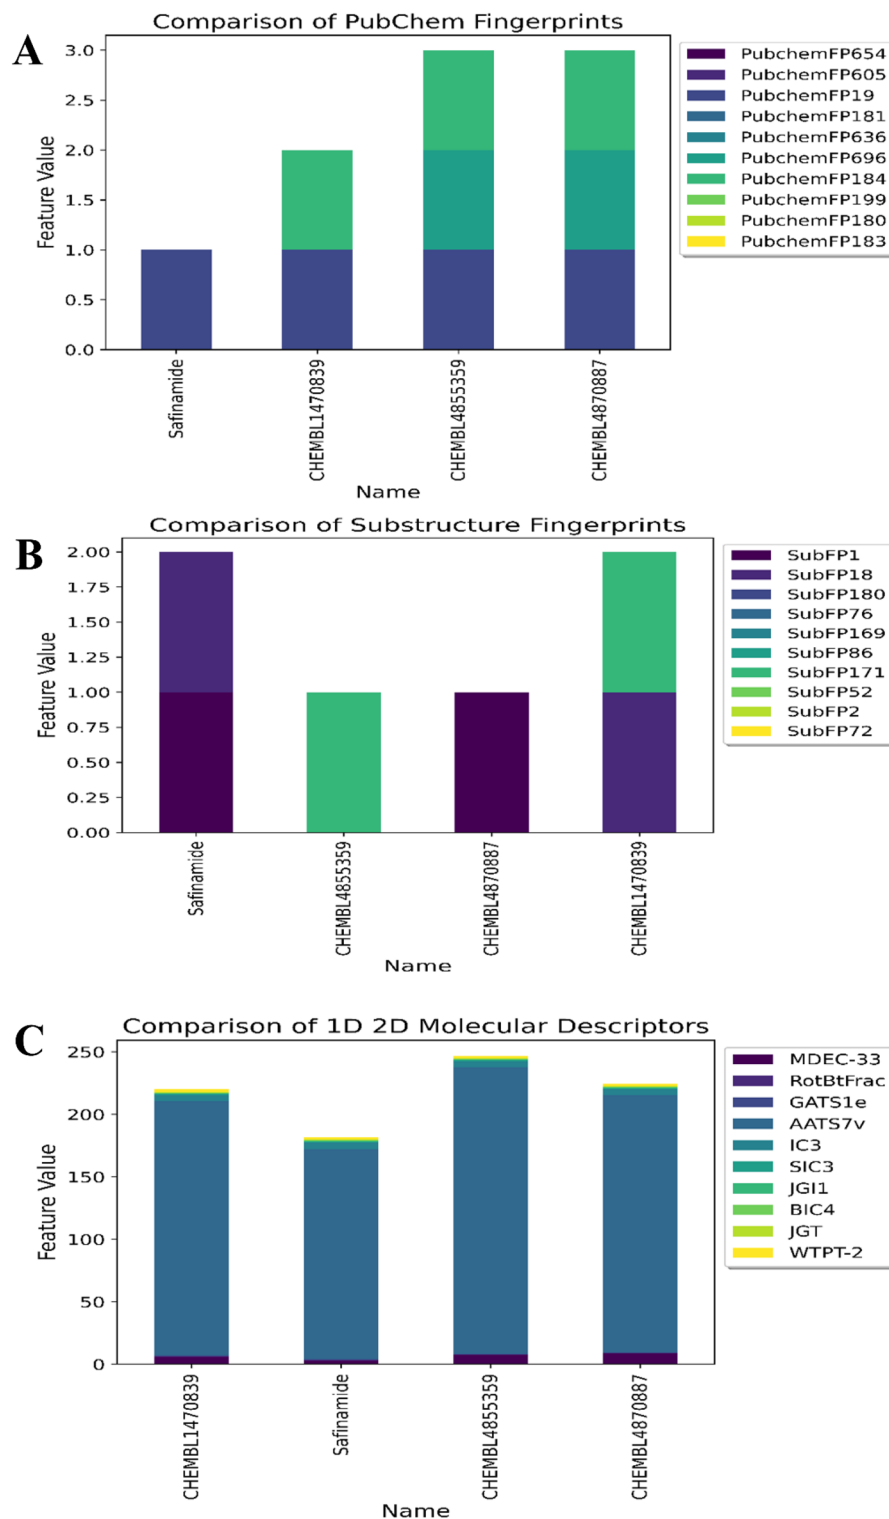 A
Comparison of PubChem Fingerprints
3.0
2.5
2.0
1.5
1.0
0.5
0.0
Feature Value
Safinamide
CHEMBL1470839
CHEMBL4855359
CHEMBL4870887
Name
PubchemFP654
PubchemFP605
PubchemFP19
PubchemFP181
PubchemFP636
PubchemFP696
PubchemFP184
PubchemFP199
PubchemFP180
PubchemFP183
B
Comparison of Substructure Fingerprints
2.00
1.75
1.50
1.25
1.00
0.75
0.50
0.25
0.00
Feature Value
Safinamide
CHEMBL4855359
CHEMBL4870887
CHEMBL1470839
Name
SubFP1
SubFP18
SubFP180
SubFP76
SubFP169
SubFP86
SubFP171
SubFP52
SubFP2
SubFP72
C
Comparison of 1D 2D Molecular Descriptors
250
200
150
100
50
0
Feature Value
CHEMBL1470839
Safinamide
CHEMBL4855359
CHEMBL4870887
Name
MDEC-33
RotBtFrac
GATS1e
AATS7v
IC3
SIC3
JGI1
BIC4
JGT
WTPT-2